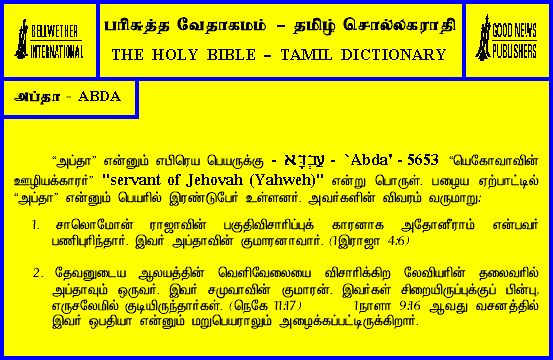 BELLWETHER
INTERNATIONAL
பரிசுத்த வேதாகமம் – தமிழ் சொல்லகராதி
THE HOLY BIBLE – TAMIL DICTIONARY
GOOD NEWS
PUBLISHERS
அப்தா - ABDA
“அப்தா” என்னும் எபிரெய பெயருக்கு - עַבְדָּא - `Abda' - 5653 “யெகோவாவின்
ஊழியக்காரர்” "servant of Jehovah (Yahweh)" என்று பொருள். பழைய ஏற்பாட்டில்
“அப்தா” என்னும் பெயரில் இரண்டுபேர் உள்ளனர். அவர்களின் விவரம் வருமாறு:
1. சாலொமோன் ராஜாவின் பகுதிவிசாரிப்புக் காரனாக அதோனீராம் என்பவர்
பணிபுரிந்தார். இவர் அப்தாவின் குமாரனாவார். (1இராஜா 4:6)
2. தேவனுடைய ஆலயத்தின் வெளிவேலையை விசாரிக்கிற லேவியரின் தலைவரில்
அப்தாவும் ஒருவர். இவர் சமுவாவின் குமாரன். இவர்கள் சிறையிருப்புக்குப் பின்பு,
எருசலேமில் குடியிருந்தார்கள். (நெகே 11:17) 1நாளா 9:16 ஆவது வசனத்தில்
இவர் ஒபதியா என்னும் மறுபெயராலும் அழைக்கப்பட்டிருக்கிறார்.